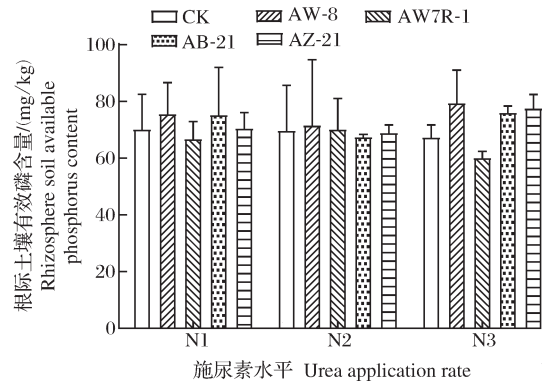 CK AW-8 AW7R-1
AB-21 AZ-21
根际土壤有效磷含量/(mg/kg)
Rhizosphere soil available
phosphorus content
100
80
60
40
20
0
N1 N2 N3
施尿素水平 Urea application rate